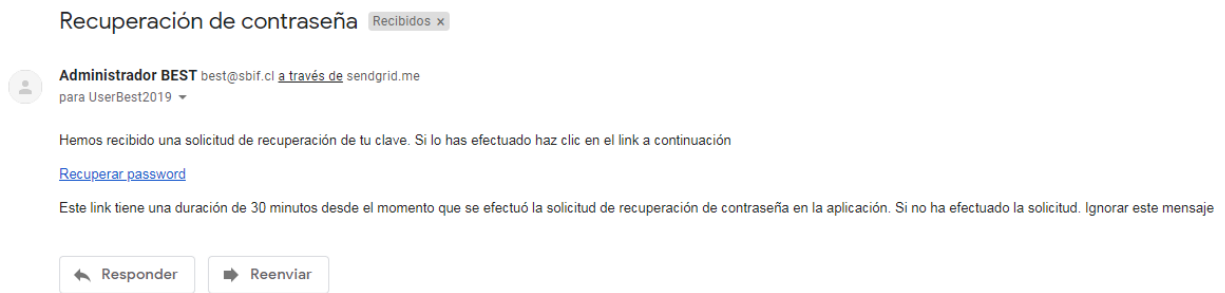 Recuperación de contraseña Recibidos x
Administrador BEST best@sbif.cl a través de sendgrid.me
para UserBest2019
Hemos recibido una solicitud de recuperación de tu clave. Si lo has efectuado haz clic en el link a continuación
Recuperar password
Este link tiene una duración de 30 minutos desde el momento que se efectuó la solicitud de recuperación de contraseña en la aplicación. Si no ha efectuado la solicitud. Ignorar este mensaje
Responder Reenviar